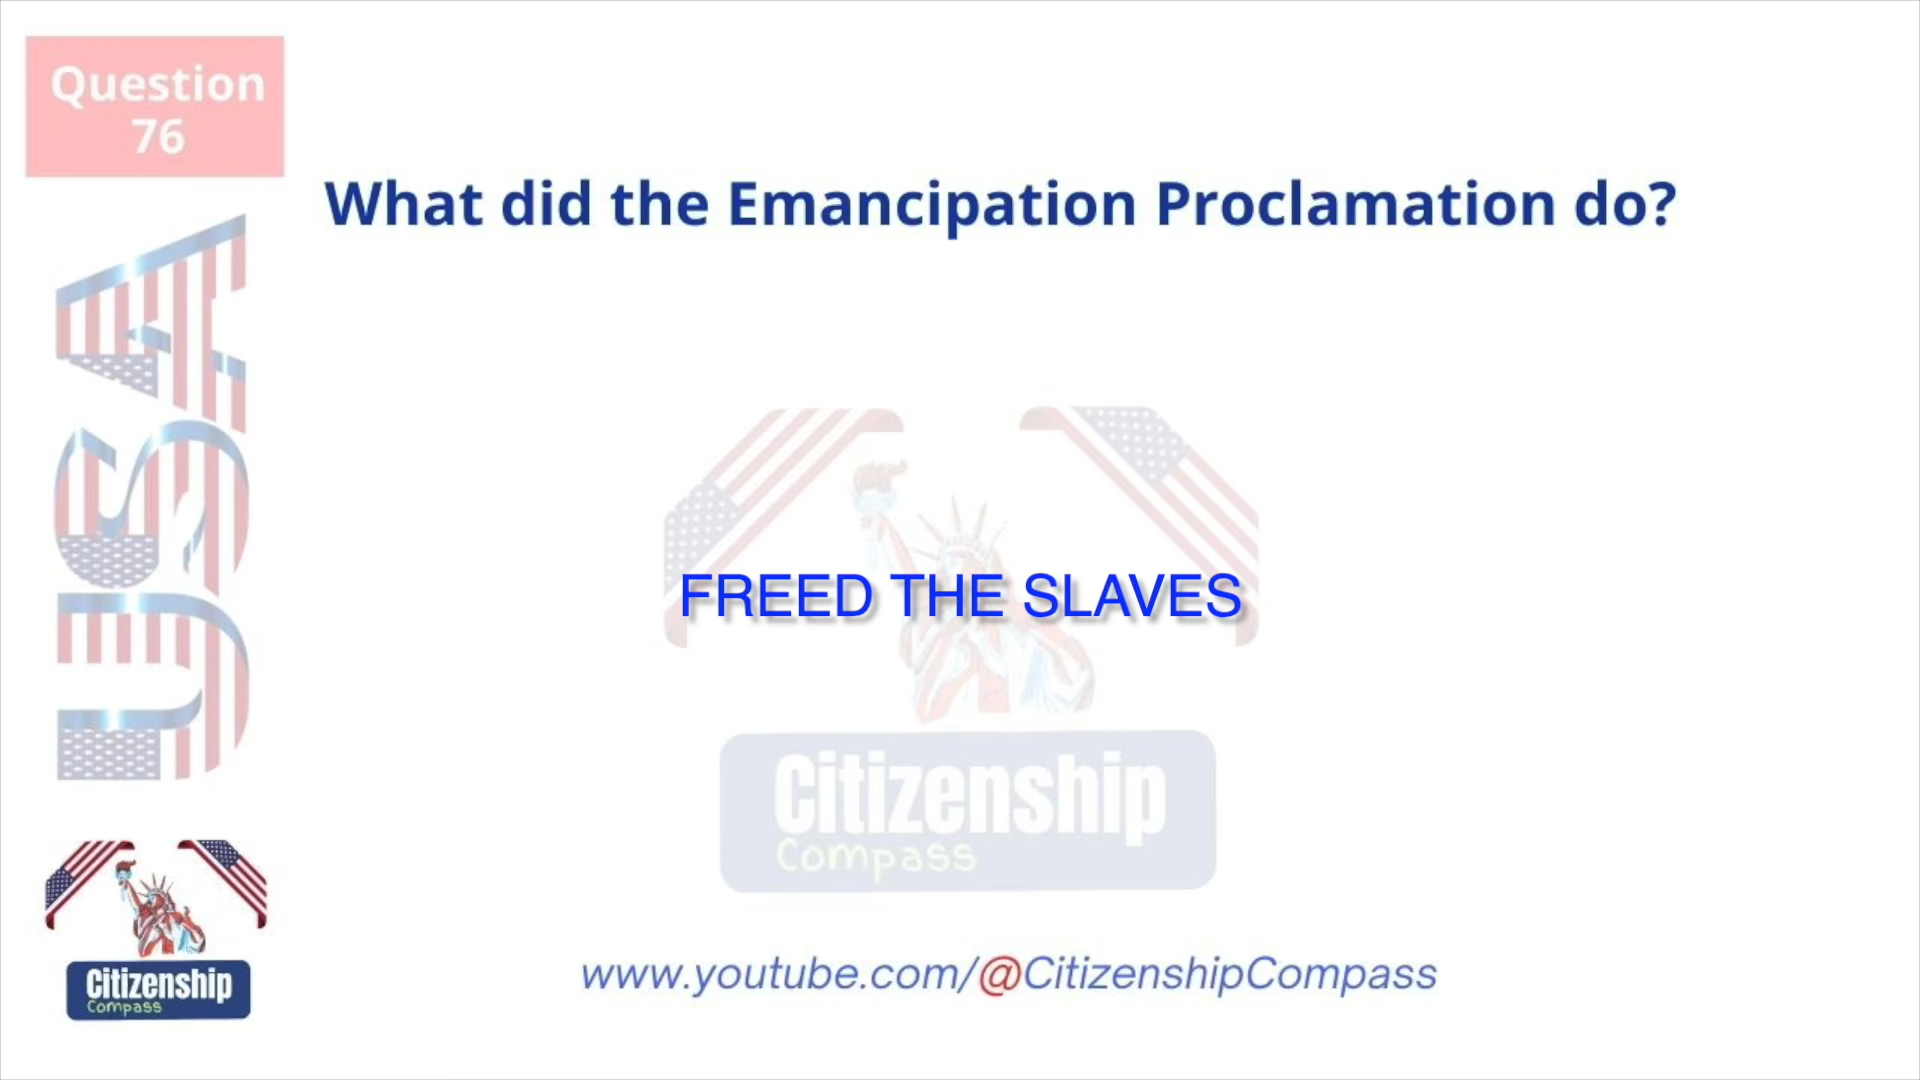 Question
76
What did the Emancipation Proclamation do?
USA
FREED THE SLAVES
Citizenship
Compass
Citizenship
Compass
www.youtube.com/@CitizenshipCompass